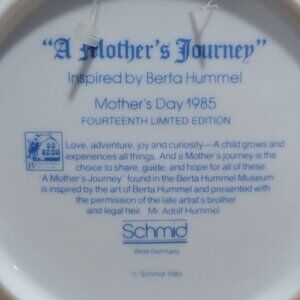 "A Mother's Journey"
Inspired by Berta Hummel
Mother's Day 1985
FOURTEENTH LIMITED EDITION
Love, adventure, joy and curiosity—A child grows and
experiences all things. And a Mother's journey is the
choice to share, guide, and hope for all of these.
"A Mother's Journey" found in the Berta Hummel Museum
is inspired by the art of Berta Hummel and presented with
the permission of the late artist's brother
and legal heir, Mr. Adolf Hummel
Schmid
West Germany
© Schmid 1984